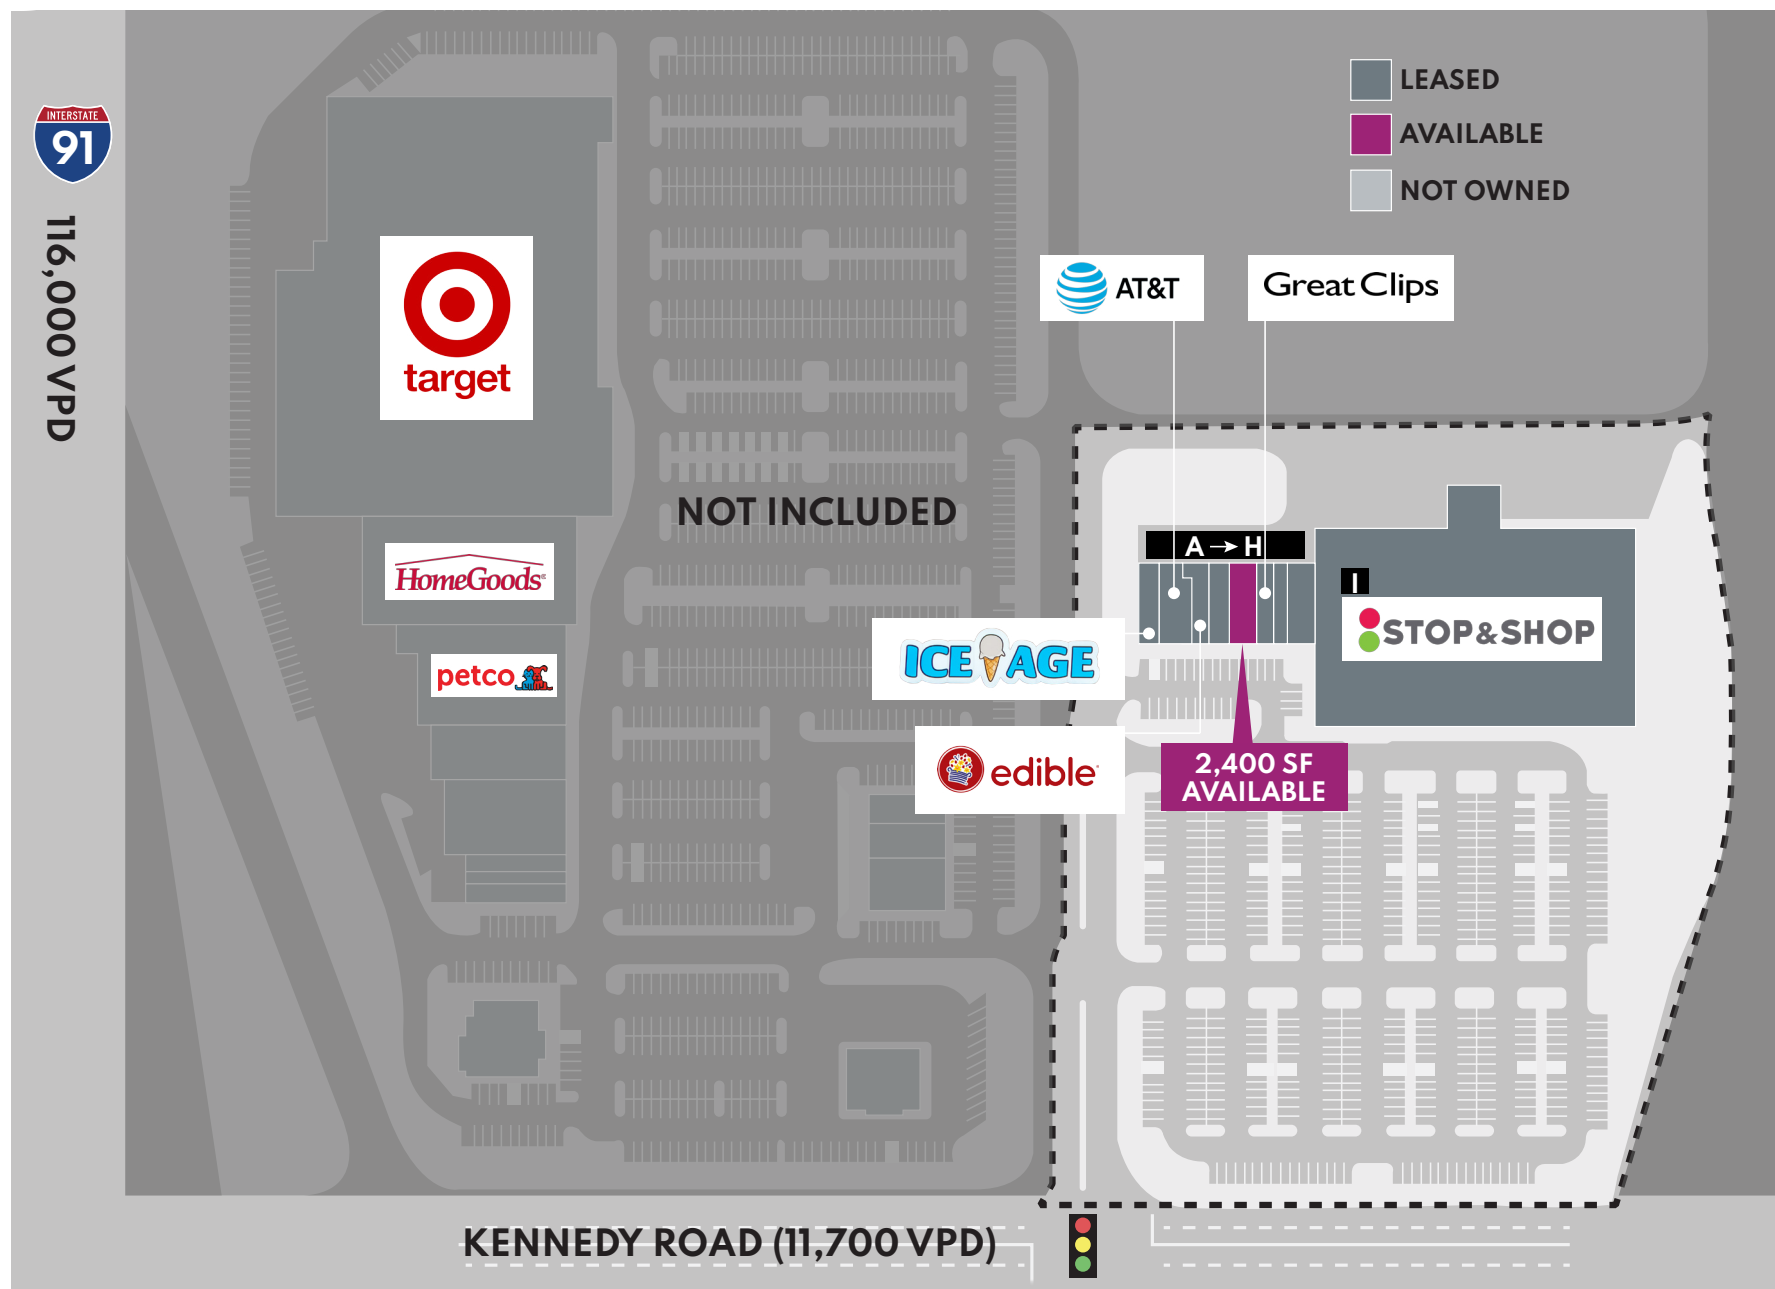 INTERSTATE
91
116,000 VPD
LEASED
AVAILABLE
NOT OWNED
target
AT&T
Great Clips
NOT INCLUDED
HomeGoods
petco
A → H
I
STOP&SHOP
ICE AGE
edible
2,400 SF
AVAILABLE
KENNEDY ROAD (11,700 VPD)